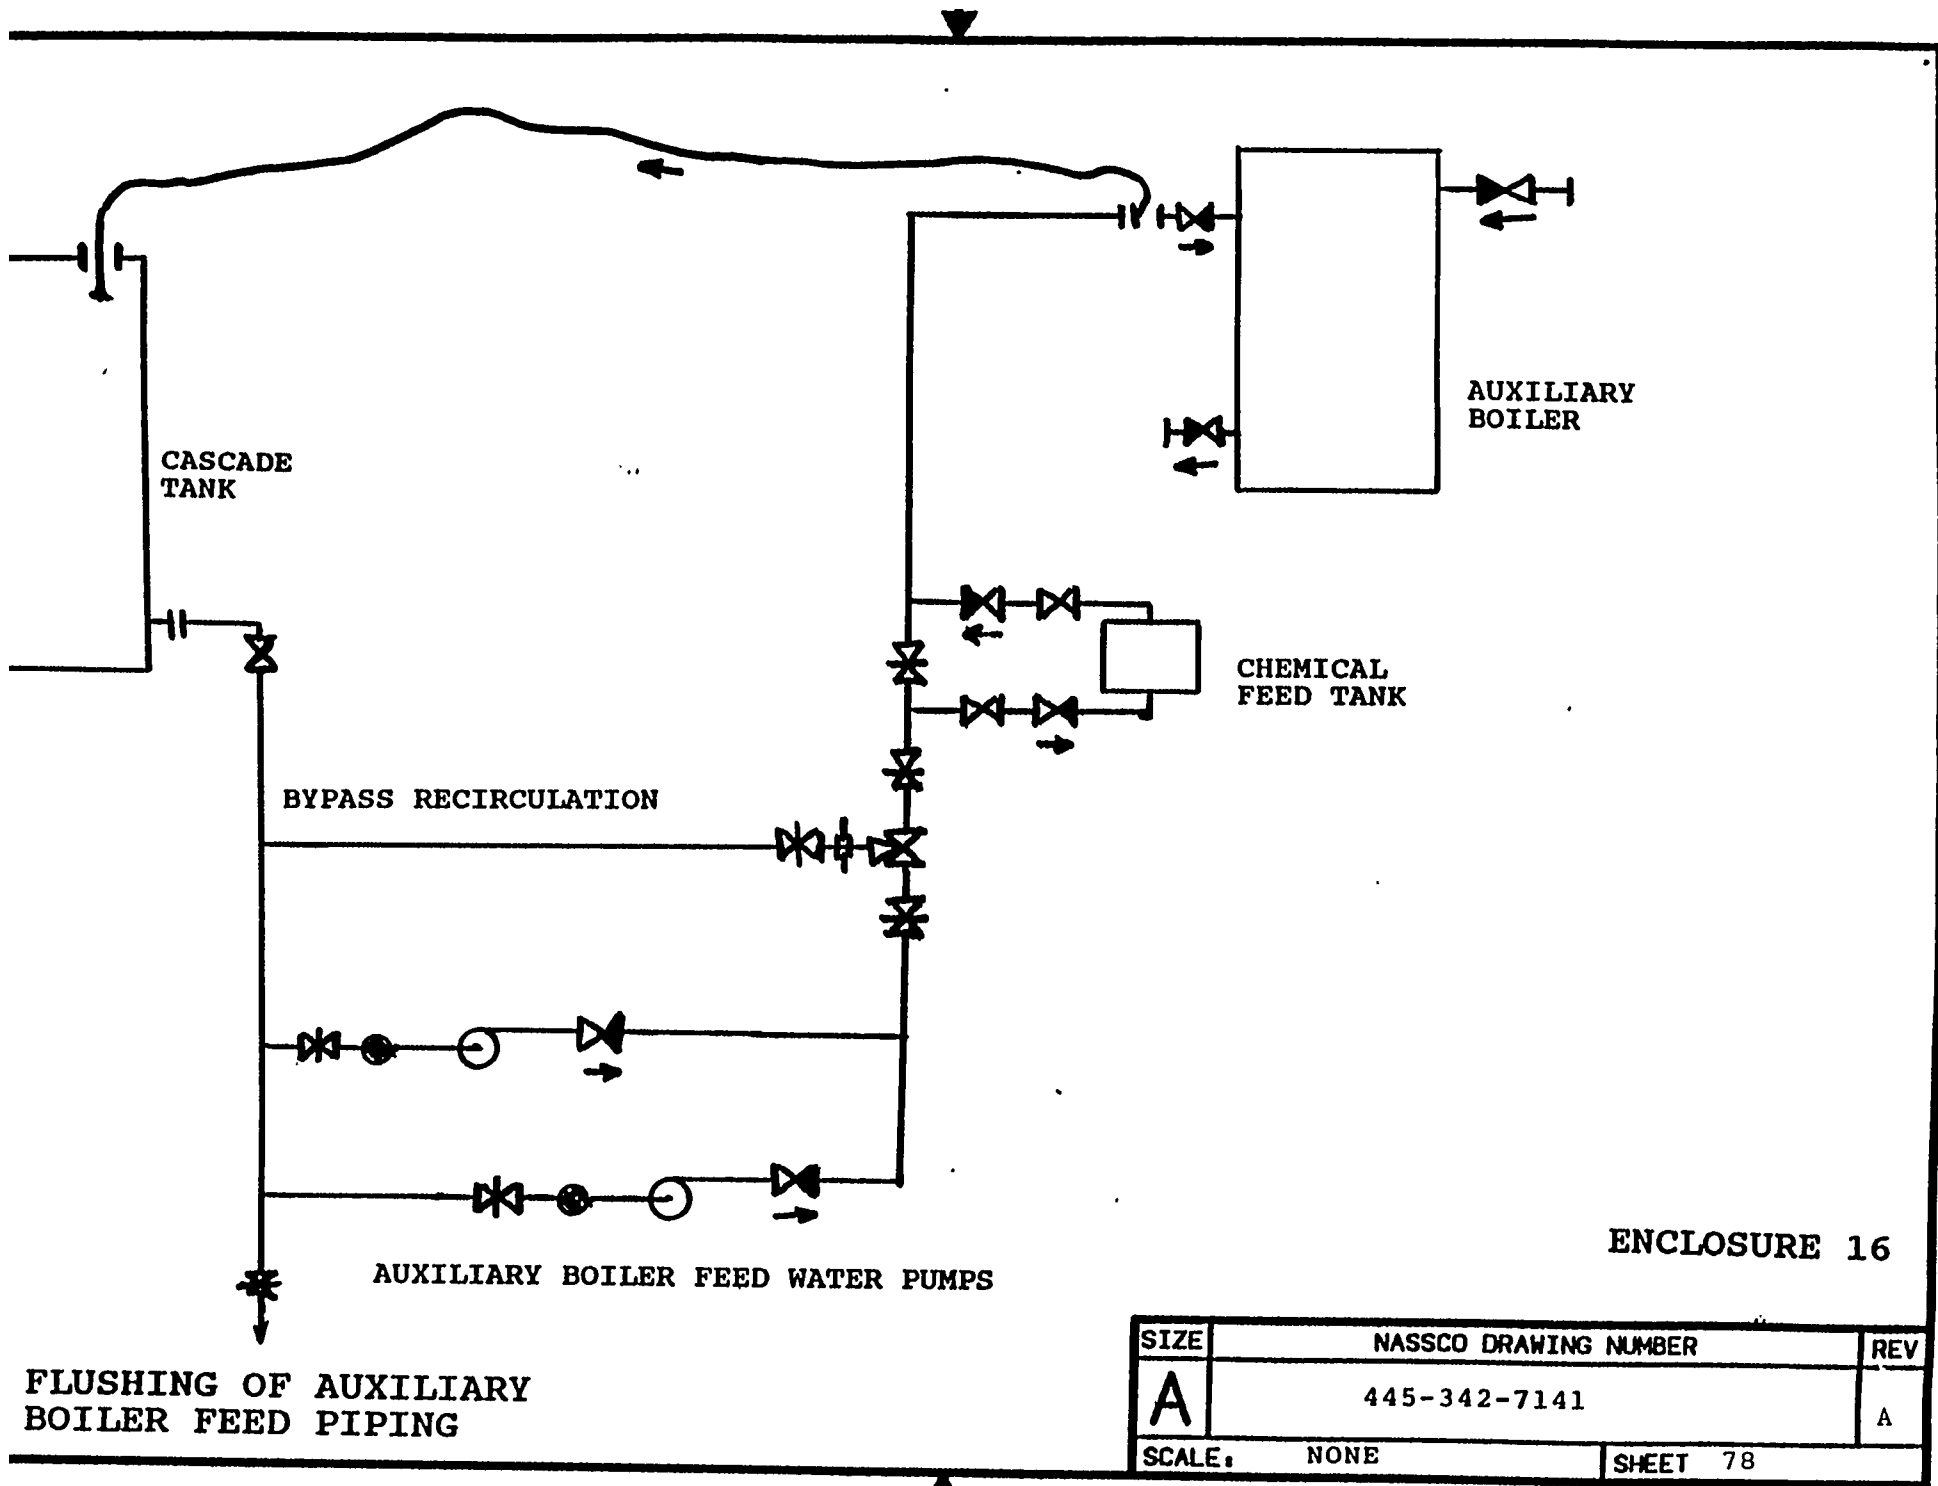 AUXILIARY
BOILER
CASCADE
TANK
CHEMICAL
FEED TANK
BYPASS RECIRCULATION
AUXILIARY BOILER FEED WATER PUMPS
ENCLOSURE 16
FLUSHING OF AUXILIARY
BOILER FEED PIPING
SIZE NASSCO DRAWING NUMBER REV
A 445-342-7141 A
SCALE: NONE SHEET 78